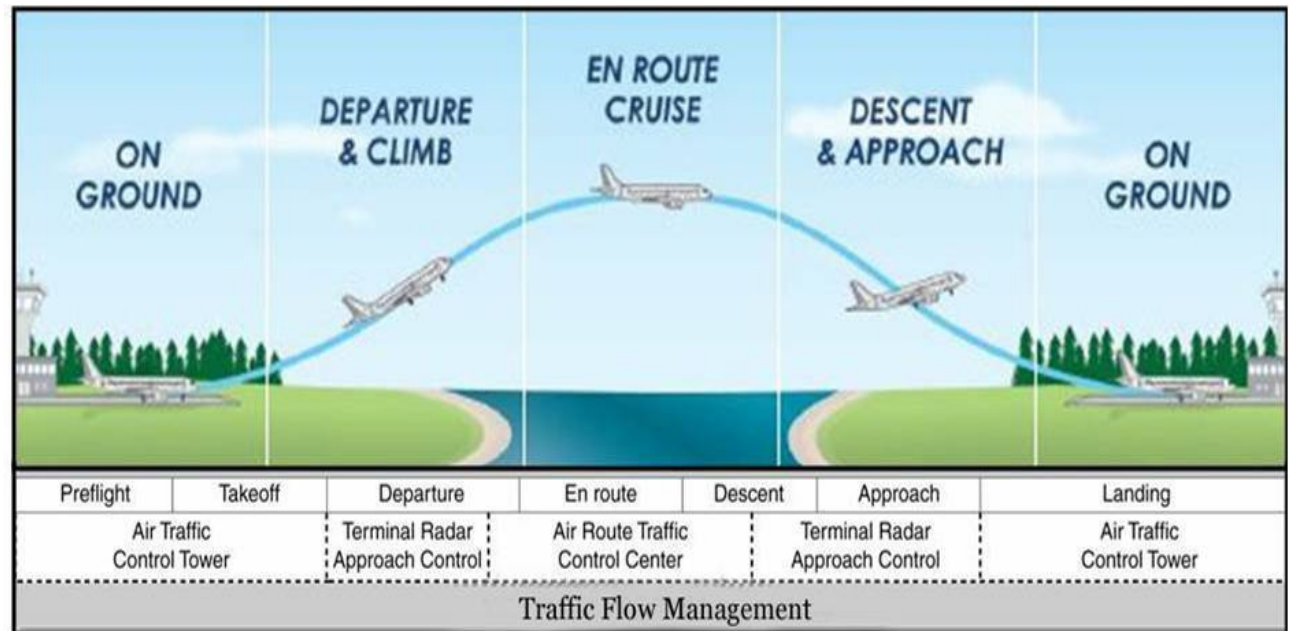 ON
GROUND
DEPARTURE
& CLIMB
EN ROUTE
CRUISE
DESCENT
& APPROACH
ON
GROUND
Preflight
Takeoff
Departure
En route
Descent
Approach
Landing
Air Traffic
Control Tower
Terminal Radar
Approach Control
Air Route Traffic
Control Center
Terminal Radar
Approach Control
Air Traffic
Control Tower
Traffic Flow Management